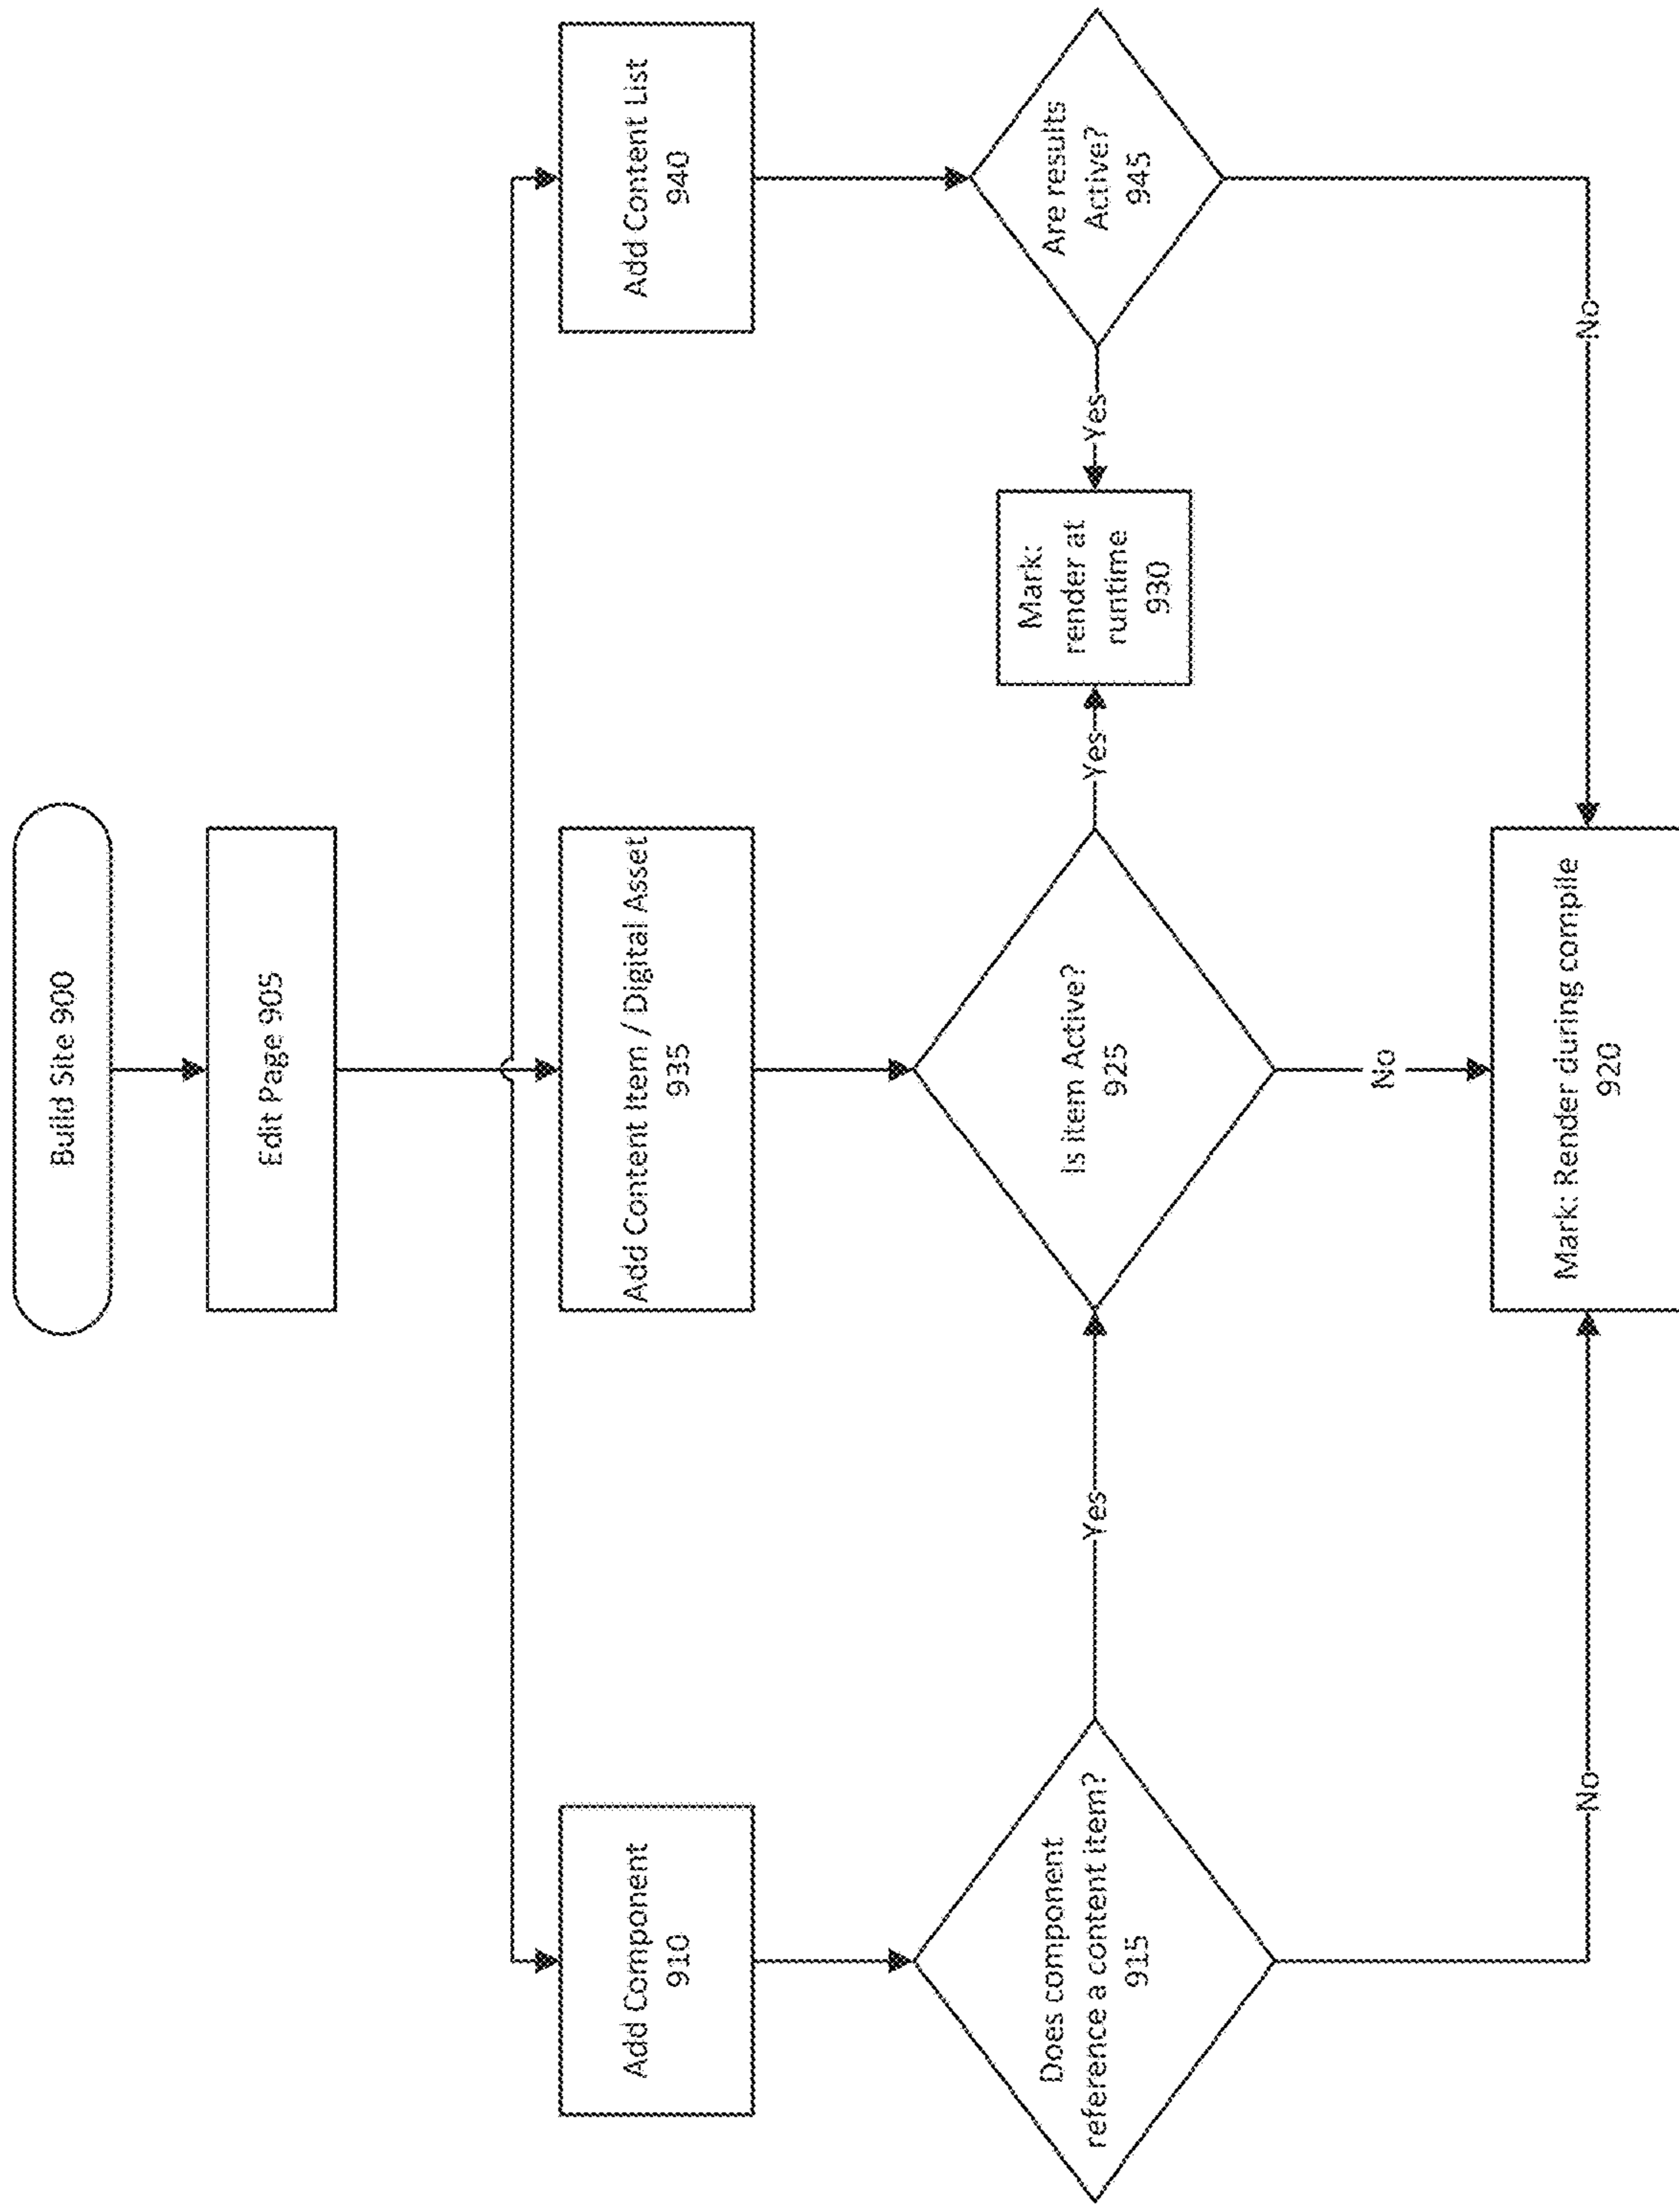 Build Site 900
Edit Page 905
Add Component
910
Add Content Item / Digital Asset
935
Add Content List
940
Does component
reference a content item?
915
Yes
Is item Active?
925
Yes
Mark:
render at
runtime
930
Yes
Are results
Active?
945
No
No
No
Mark: Render during compile
920